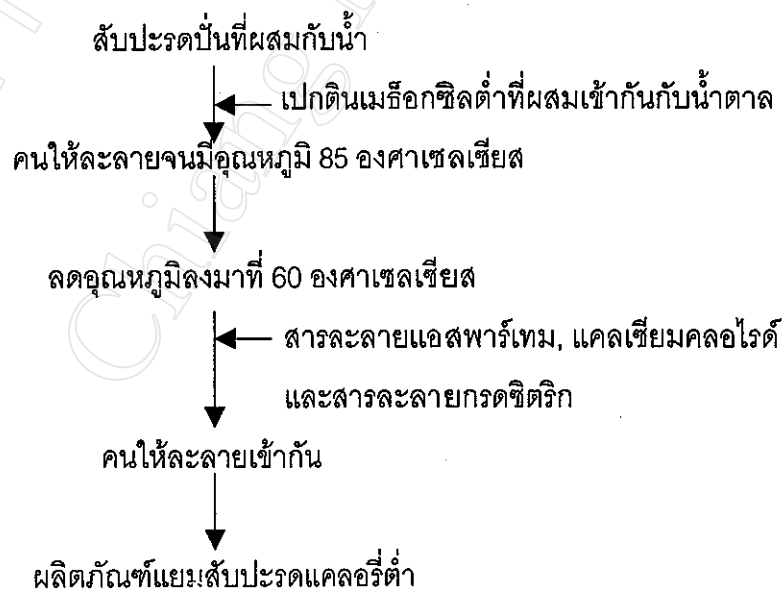 สับปะรดปั่นที่ผสมกับน้ำ
เปกตินเมธ็อกซิลต่ำที่ผสมเข้ากันกับน้ำตาล
คนให้ละลายจนมีอุณหภูมิ 85 องศาเซลเซียส
ลดอุณหภูมิลงมาที่ 60 องศาเซลเซียส
สารละลายแอสพาร์เทม, แคลเซียมคลอไรด์
และสารละลายกรดซิตริก
คนให้ละลายเข้ากัน
ผลิตภัณฑ์แยมสับปะรดแคลอรี่ต่ำ
Chiang